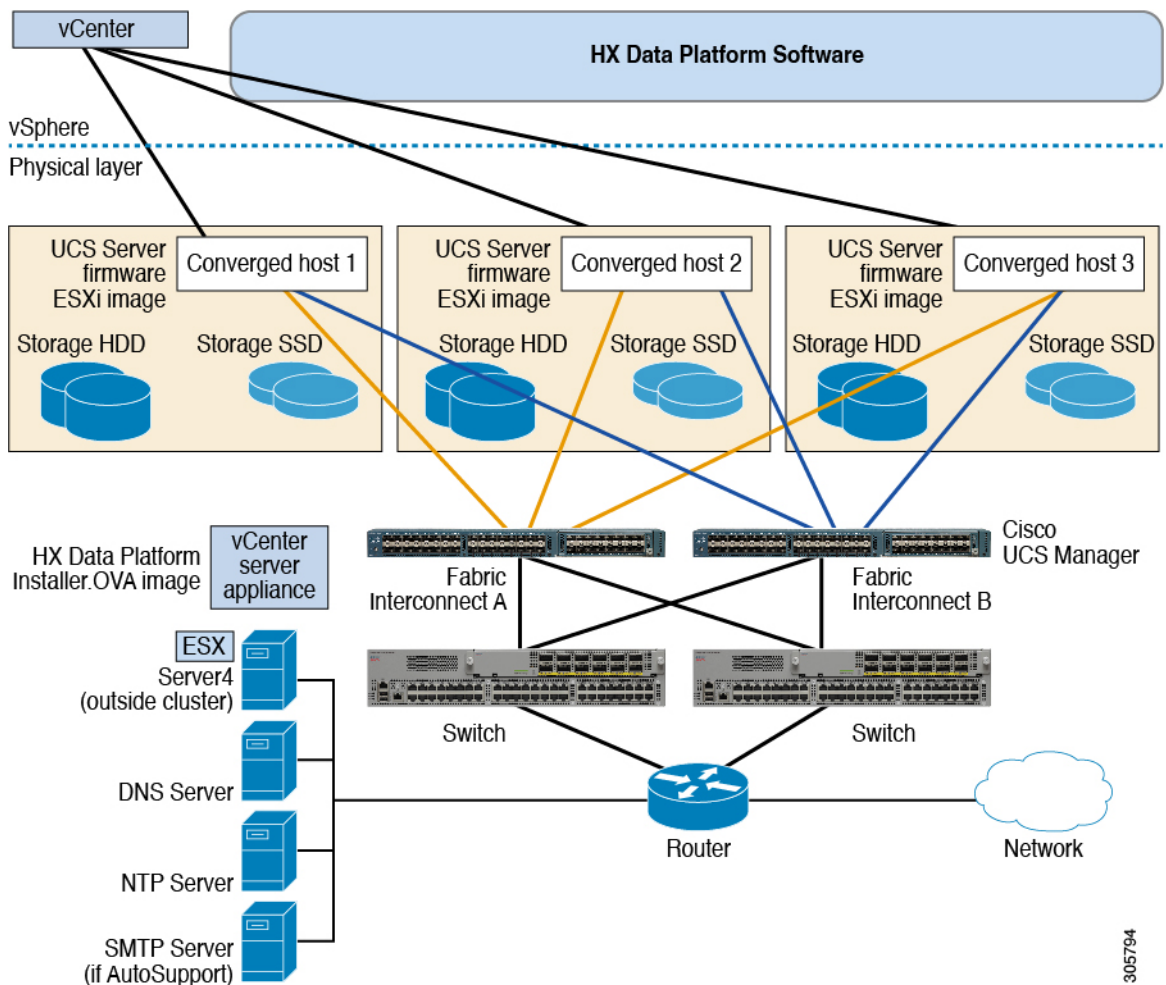 vCenter
HX Data Platform Software
vSphere
Physical layer
UCS Server
firmware
ESXi image
Converged host 1
Storage HDD
Storage SSD
UCS Server
firmware
ESXi image
Converged host 2
Storage HDD
Storage SSD
UCS Server
firmware
ESXi image
Converged host 3
Storage HDD
Storage SSD
HX Data Platform
Installer.OVA image
vCenter
server
appliance
Fabric
Interconnect A
Fabric
Interconnect B
Cisco
UCS Manager
ESX
Server4
(outside cluster)
Switch
Switch
DNS Server
Router
Network
NTP Server
SMTP Server
(if AutoSupport)
305794